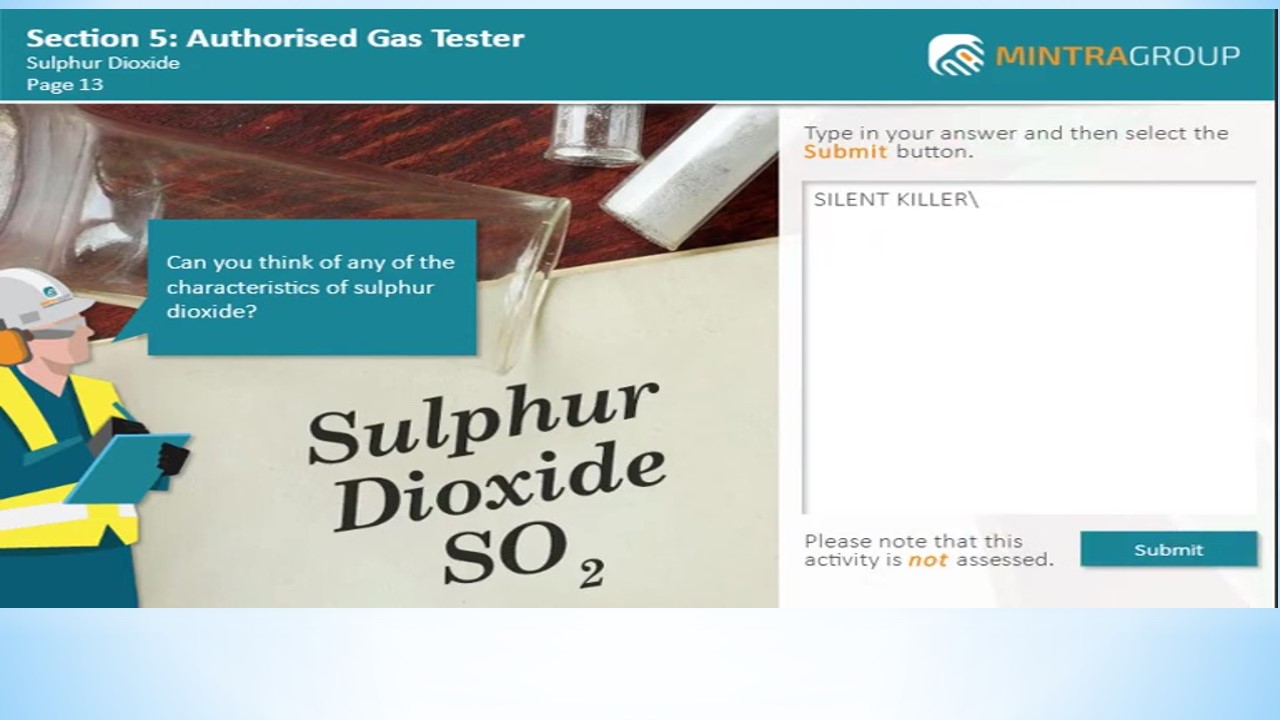 Section 5: Authorised Gas Tester
Sulphur Dioxide
Page 13
MINTRAGROUP
Can you think of any of the
characteristics of sulphur
dioxide?
Sulphur
Dioxide
SO₂
Type in your answer and then select the
Submit button.
SILENT KILLER\
Please note that this
activity is not assessed.
Submit